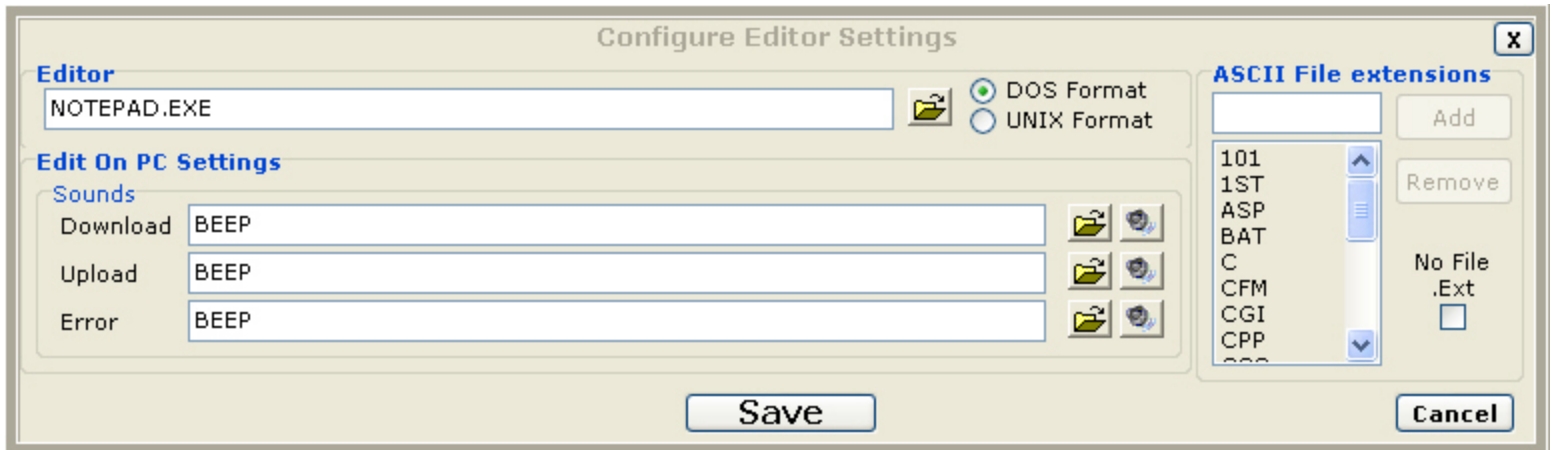 Configure Editor Settings
X
Editor
NOTEPAD.EXE
DOS Format
UNIX Format
Edit On PC Settings
Sounds
Download BEEP
Upload BEEP
Error BEEP
ASCII File extensions
Add
Remove
101
1ST
ASP
BAT
C
CFM
CGI
CPP
No File
.Ext
Save
Cancel